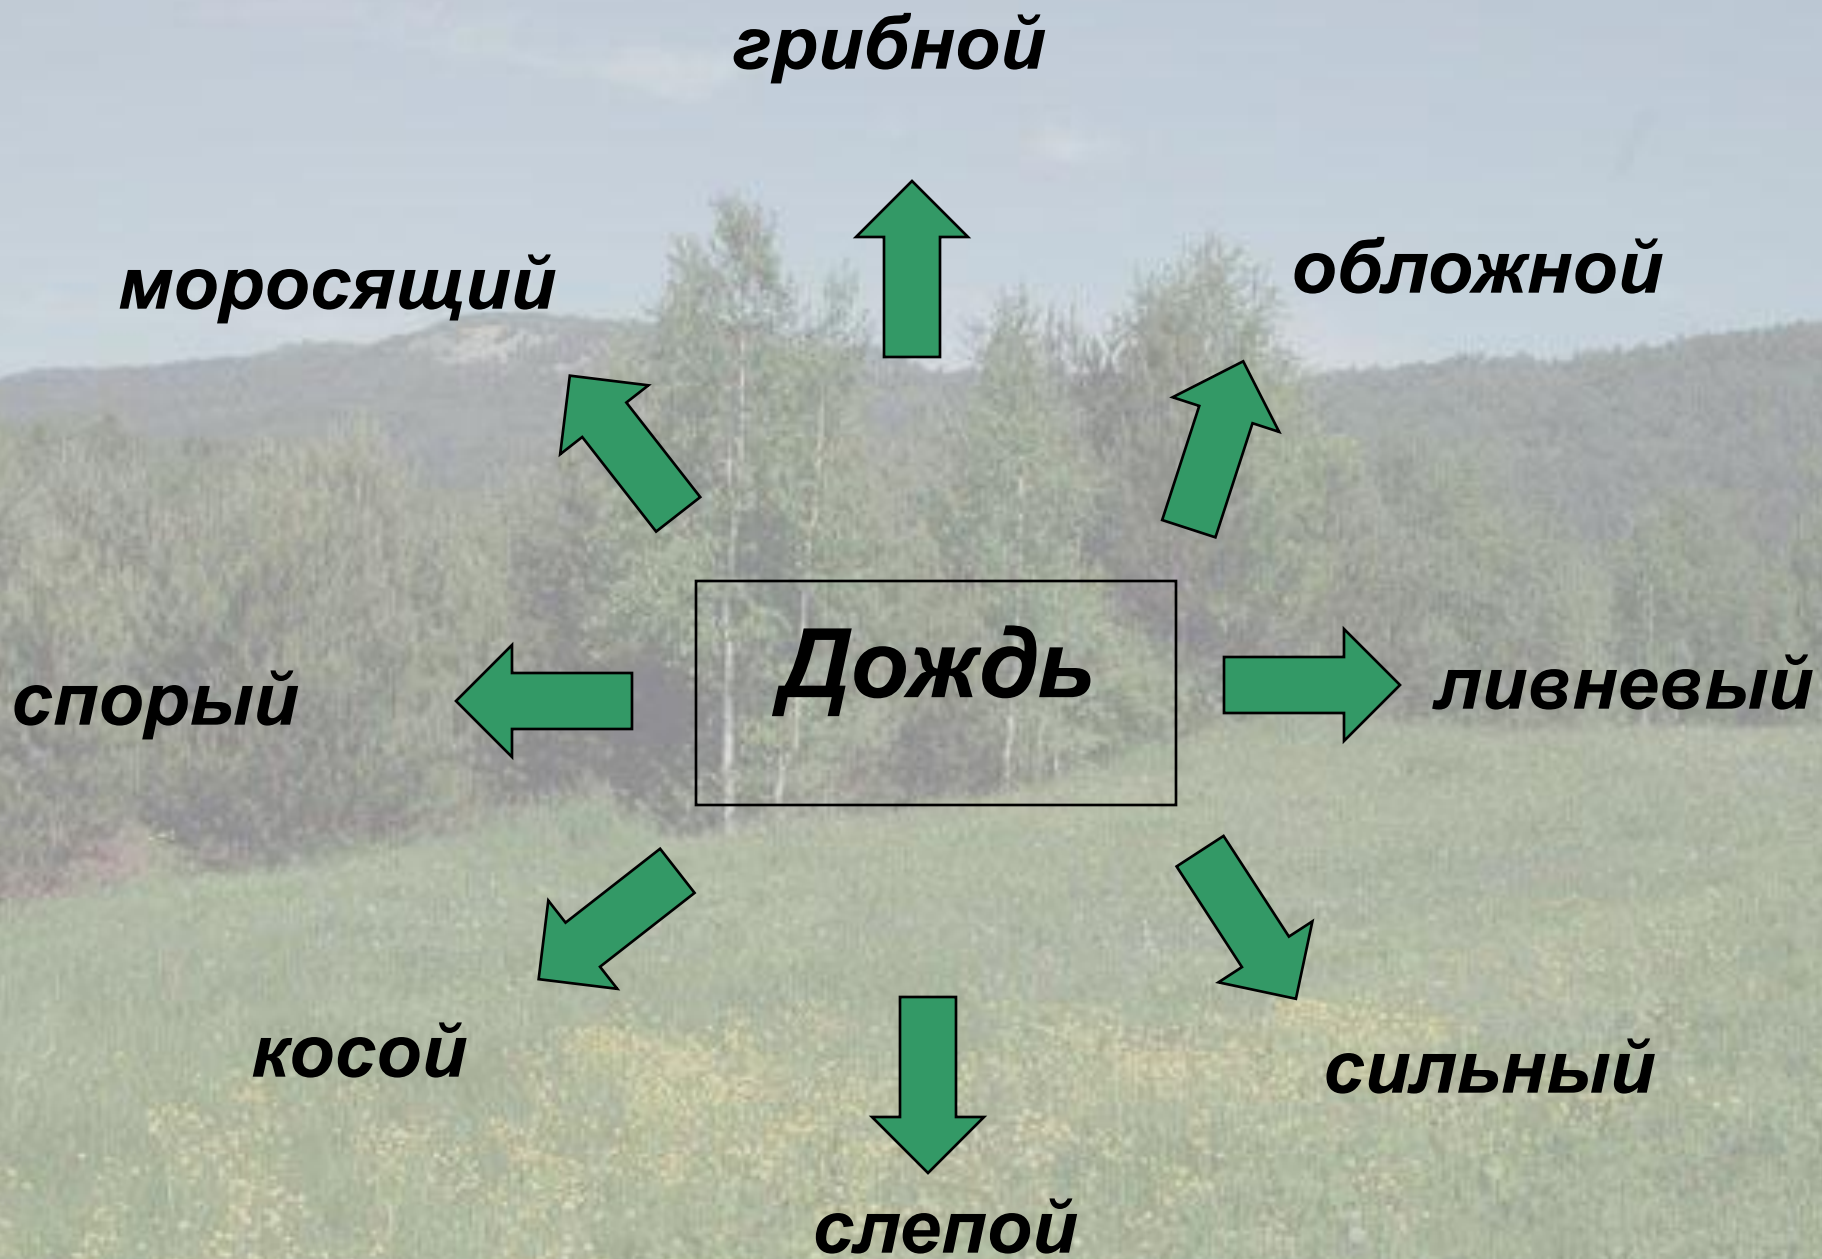 грибной
моросящий
обложной
Дождь
спорый
ливневый
косой
сильный
слепой